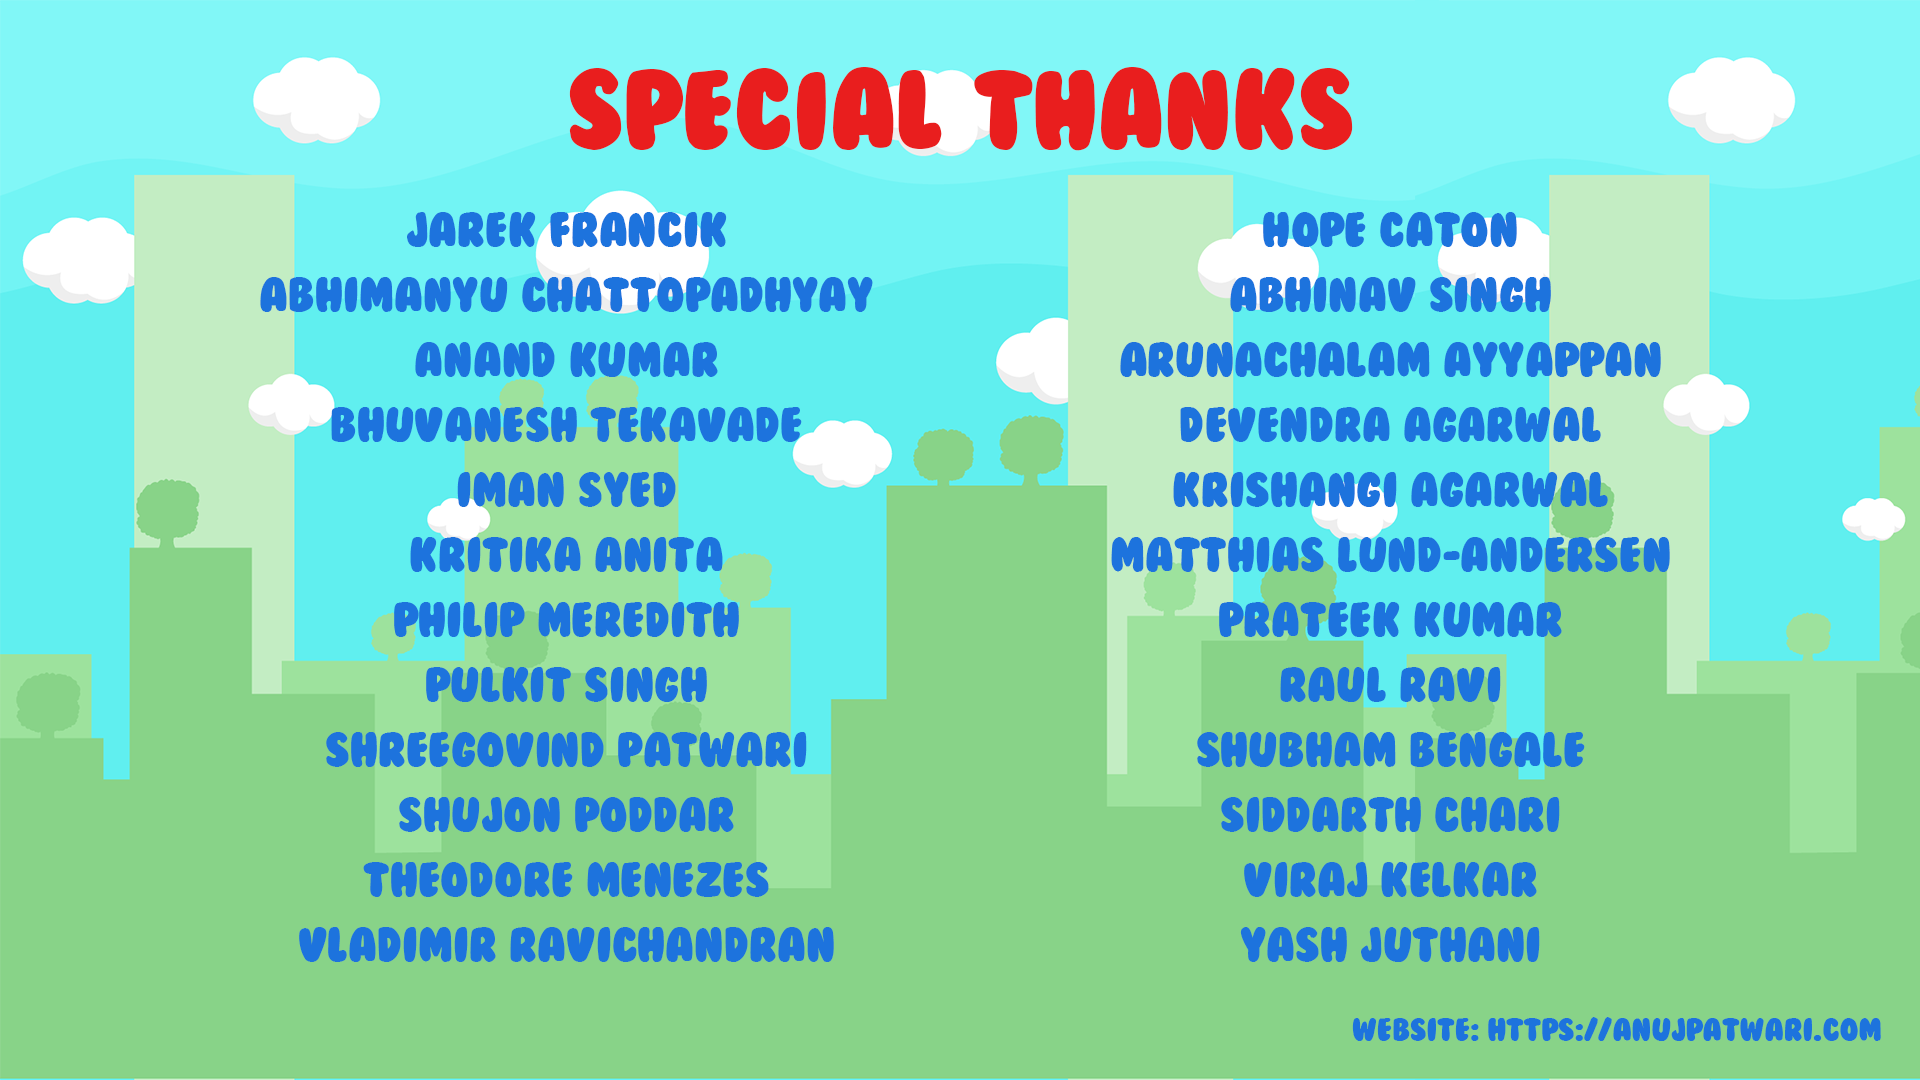 SPECIAL THANKS
JAREK FRANCIK
ABHIMANYU CHATTOPADHYAY
ANAND KUMAR
BHUVANESH TEKAVADE
IMAN SYED
KRITIKA ANITA
PHILIP MEREDITH
PULKIT SINGH
SHREEGOVIND PATWARI
SHUJON PODDAR
THEODORE MENEZES
VLADIMIR RAVICHANDRAN
HOPE CATON
ABHINAV SINGH
ARUNACHALAM AYYAPPAN
DEVENDRA AGARWAL
KRISHANGI AGARWAL
MATTHIAS LUND-ANDERSEN
PRATEEK KUMAR
RAUL RAVI
SHUBHAM BENGALE
SIDDARTH CHARI
VIRAJ KELKAR
YASH JUTHANI
WEBSITE: HTTPS://ANUJPATWARI.COM